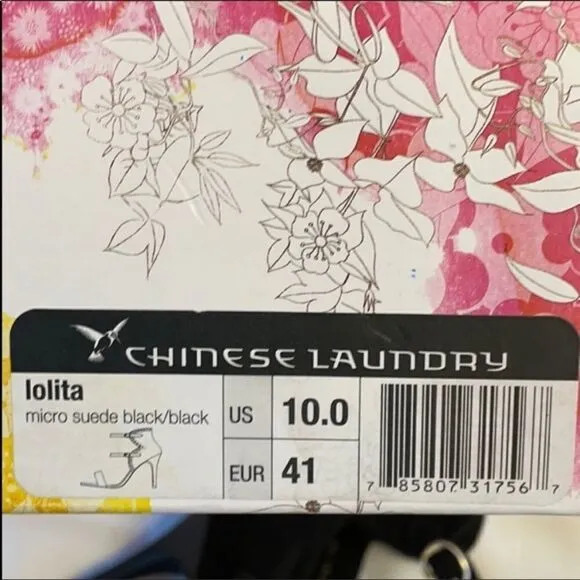 CHINESE LAUNDRY
lolita
micro suede black/black
US 10.0
EUR 41
7 85807 31756 7